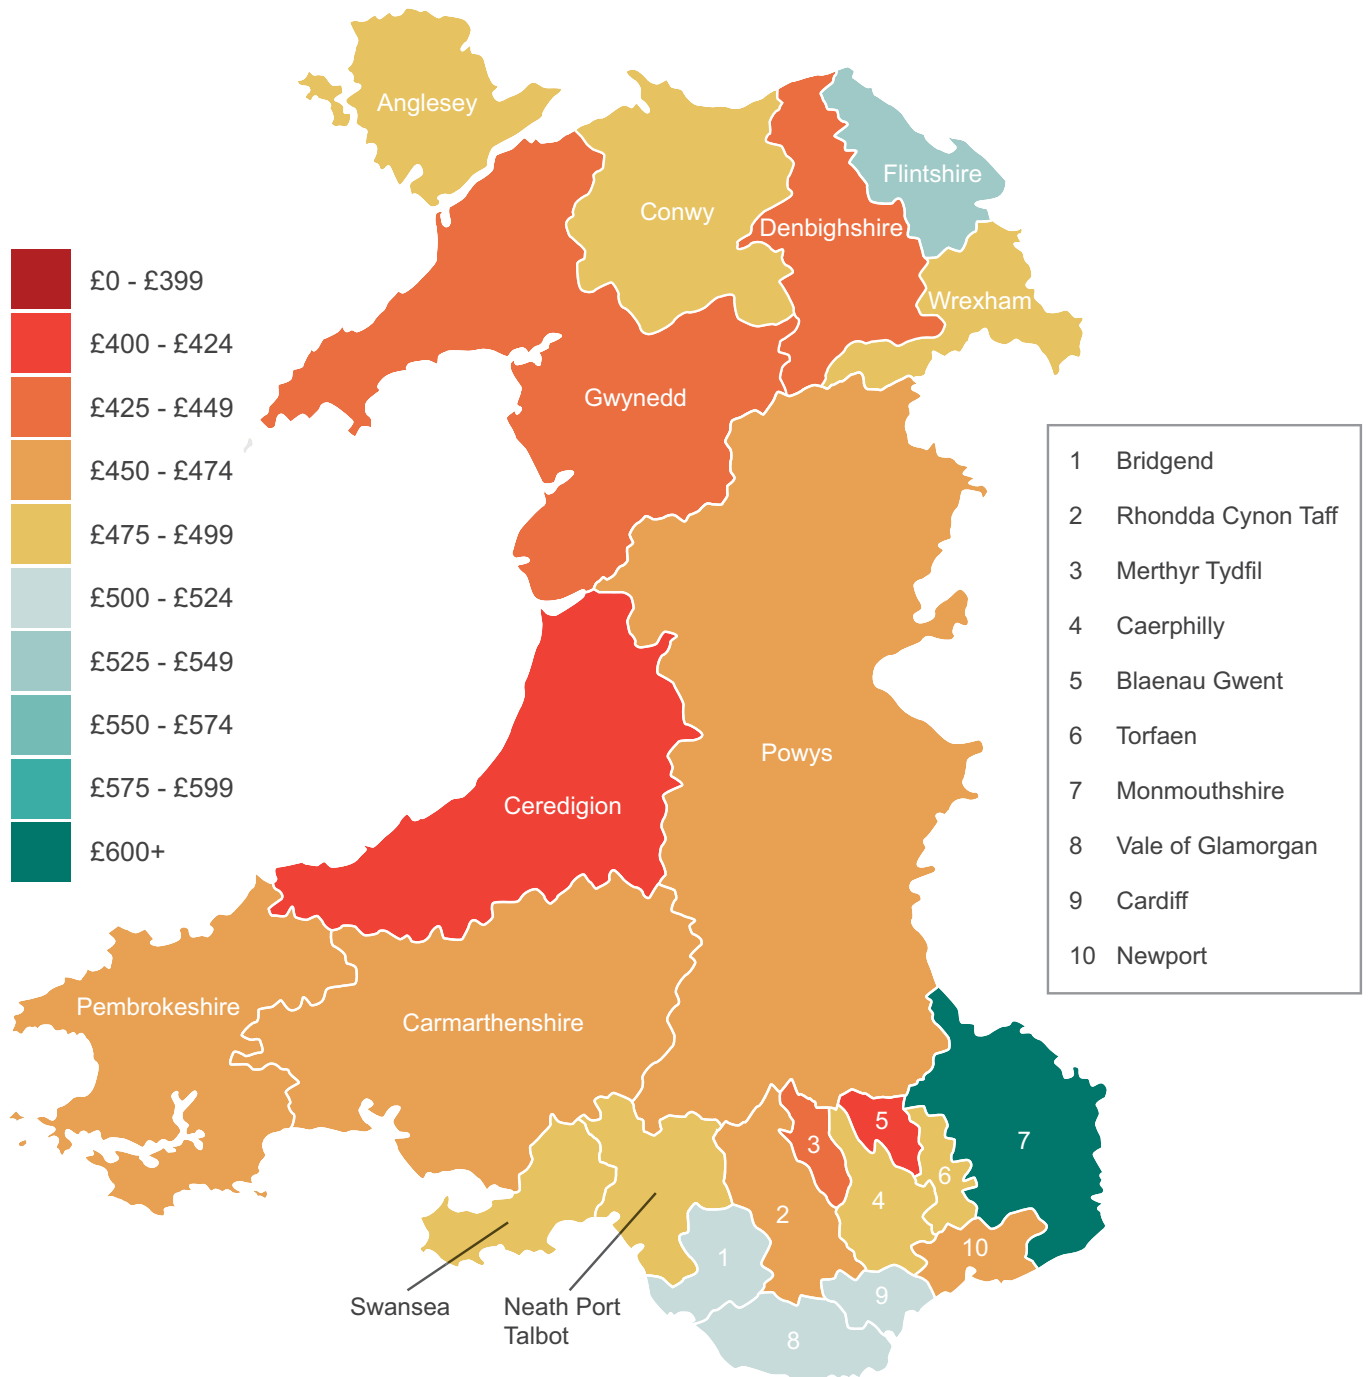 Anglesey
Flintshire
Conwy
Denbighshire
Wrexham
Gwynedd
Powys
Ceredigion
Pembrokeshire
Carmarthenshire
Swansea
Neath Port
Talbot
1
2
3
4
5
6
7
8
9
10
£0 - £399
£400 - £424
£425 - £449
£450 - £474
£475 - £499
£500 - £524
£525 - £549
£550 - £574
£575 - £599
£600+
1 Bridgend
2 Rhondda Cynon Taff
3 Merthyr Tydfil
4 Caerphilly
5 Blaenau Gwent
6 Torfaen
7 Monmouthshire
8 Vale of Glamorgan
9 Cardiff
10 Newport